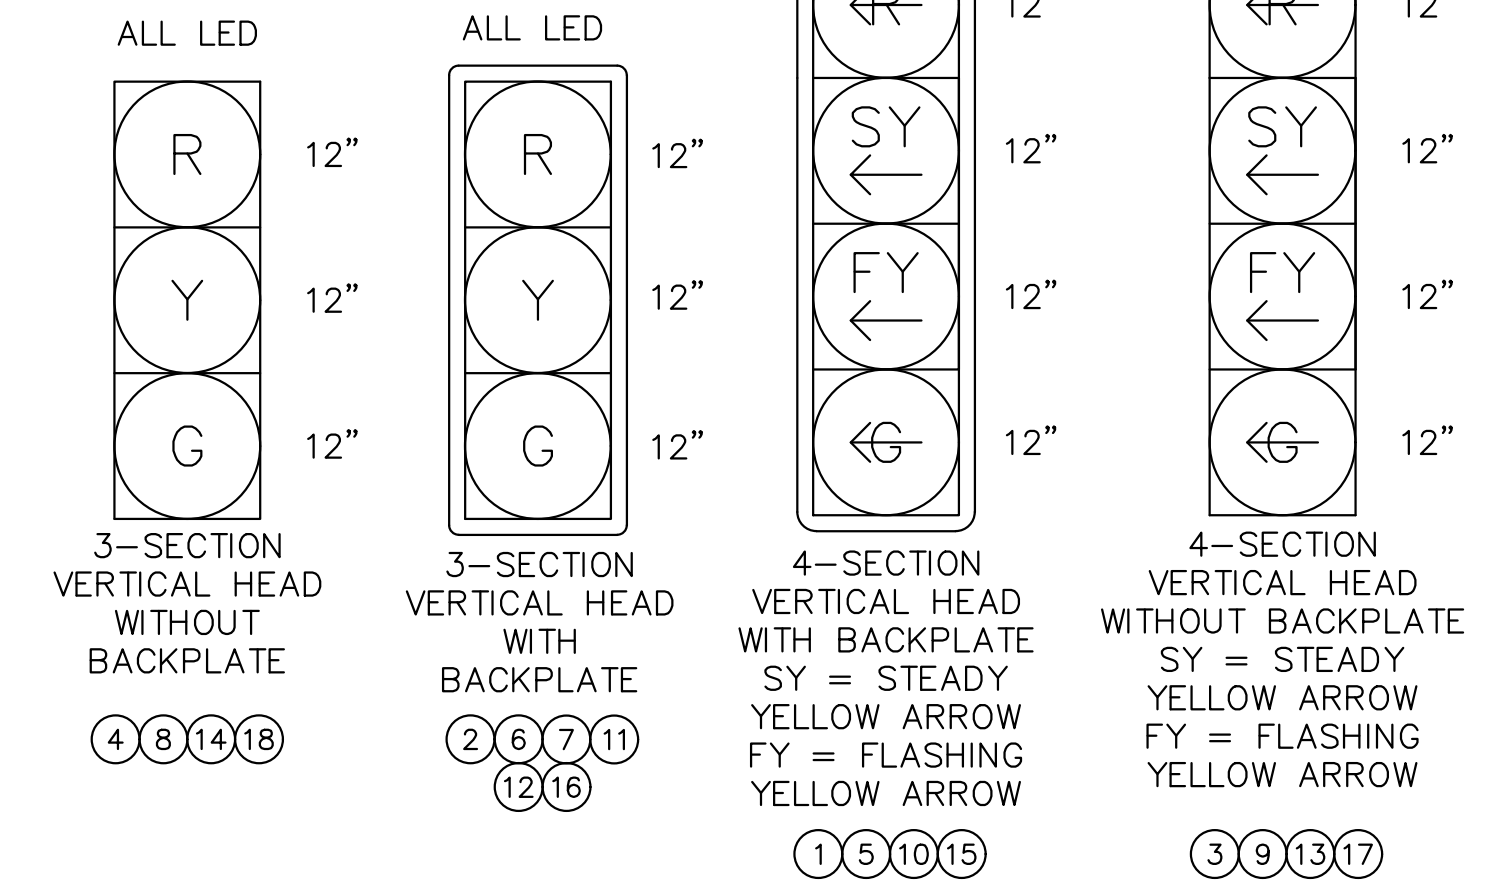 ALL LED
R 12”
Y 12”
G 12”
3–SECTION
VERTICAL HEAD
WITHOUT
BACKPLATE
4 8 14 18
ALL LED
R 12”
Y 12”
G 12”
3–SECTION
VERTICAL HEAD
WITH
BACKPLATE
2 6 7 11
12 16
R 12
SY 12”
FY 12”
G 12”
4–SECTION
VERTICAL HEAD
WITH BACKPLATE
SY = STEADY
YELLOW ARROW
FY = FLASHING
YELLOW ARROW
1 5 10 15
R 12
SY 12”
FY 12”
G 12”
4–SECTION
VERTICAL HEAD
WITHOUT BACKPLATE
SY = STEADY
YELLOW ARROW
FY = FLASHING
YELLOW ARROW
3 9 13 17